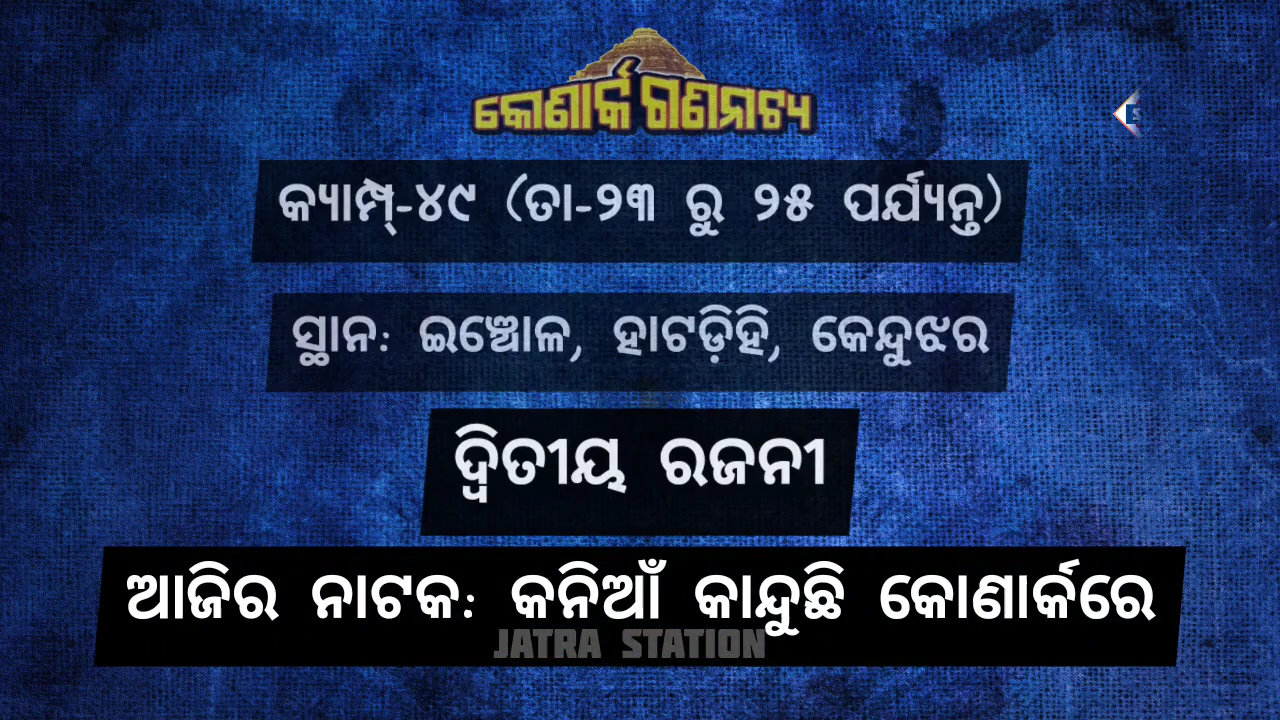 କୋଣାର୍କ ଗଣନାଟ୍ୟ
କ୍ୟାମ୍ପ୍-୪୯ (ତା-୨୩ ରୁ ୨୫ ପର୍ଯ୍ୟନ୍ତ)
ସ୍ଥାନ: ଇଞ୍ଚୋଳ, ହାଟଡ଼ିହି, କେନ୍ଦୁଝର
ଦ୍ୱିତୀୟ ରଜନୀ
ଆଜିର ନାଟକ: କନିଆଁ କାନ୍ଦୁଛି କୋଣାର୍କରେ
JATRA STATION